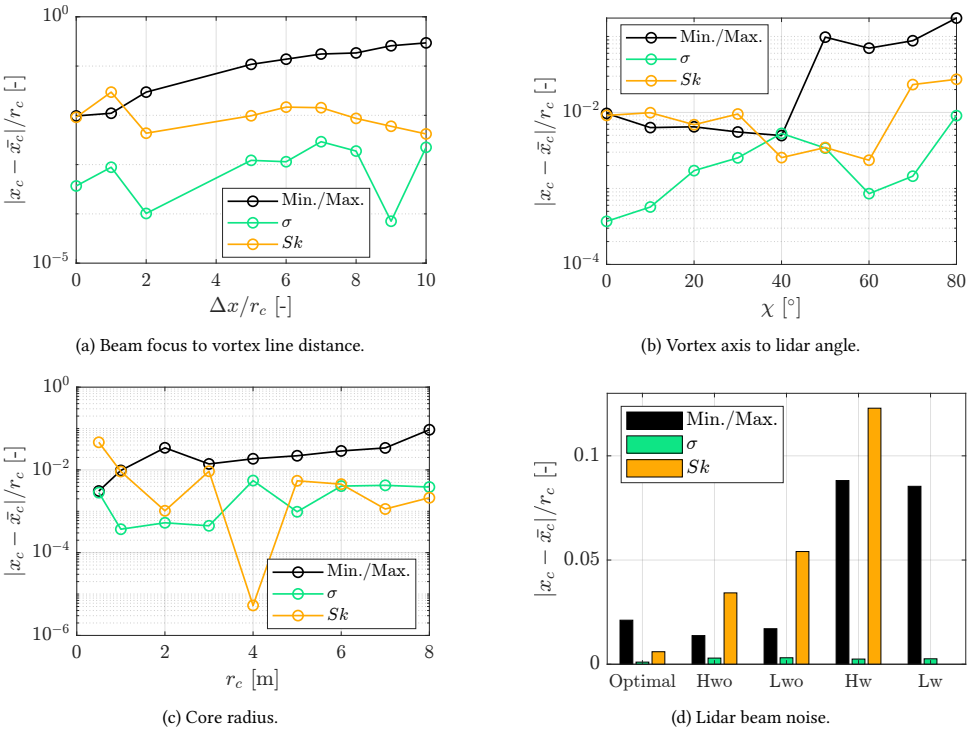 10^0
10^-5
|x_c − x̄_c|/r_c [-]
0 2 4 6 8 10
Δx/r_c [-]
Min./Max.
σ
Sk
(a) Beam focus to vortex line distance.
10^-2
10^-4
|x_c − x̄_c|/r_c [-]
0 20 40 60 80
χ [°]
Min./Max.
σ
Sk
(b) Vortex axis to lidar angle.
10^0
10^-2
10^-4
10^-6
|x_c − x̄_c|/r_c [-]
0 2 4 6 8
r_c [m]
Min./Max.
σ
Sk
(c) Core radius.
0.1
0.05
0
|x_c − x̄_c|/r_c [-]
Min./Max.
σ
Sk
Optimal Hwo Lwo Hw Lw
(d) Lidar beam noise.